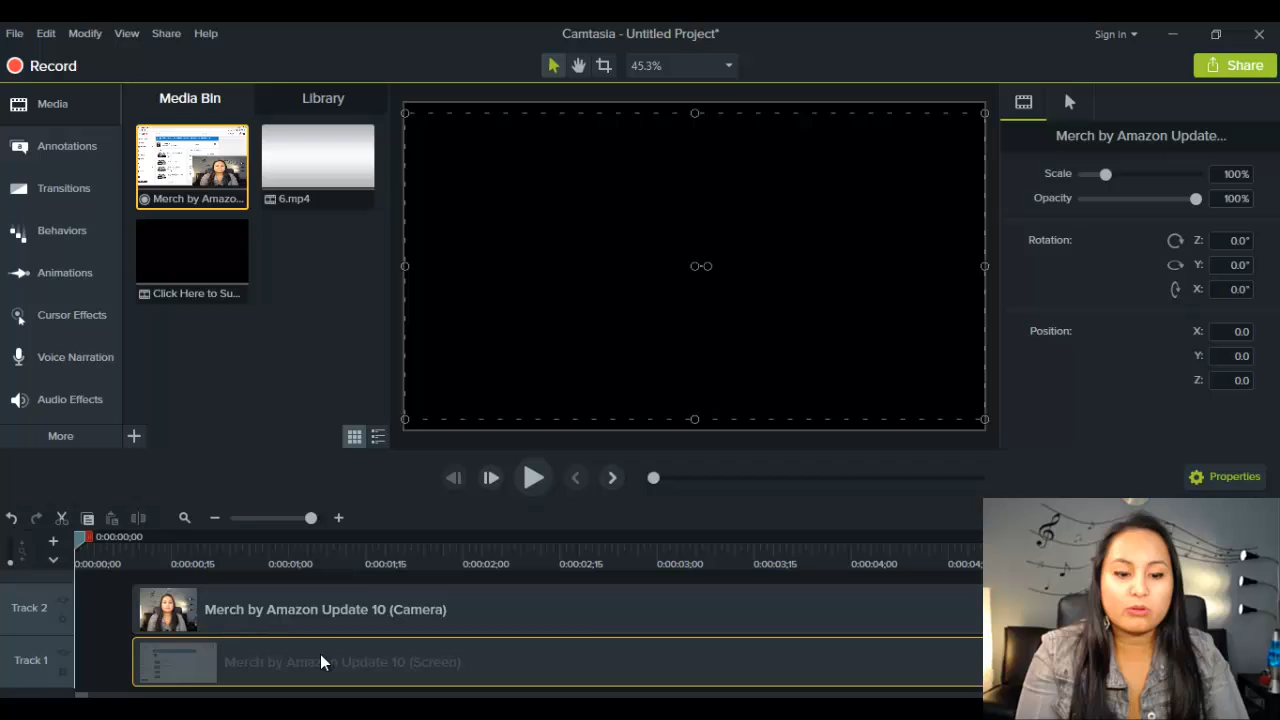 File Edit Modify View Share Help
Camtasia - Untitled Project*
Sign in
Record
45.3%
Share
Media
Annotations
Transitions
Behaviors
Animations
Cursor Effects
Voice Narration
Audio Effects
More
Media Bin
Library
Merch by Amazo...
6.mp4
Click Here to Su...
Merch by Amazon Update...
Scale 100%
Opacity 100%
Rotation: Z: 0.0°
Y: 0.0°
X: 0.0°
Position: X: 0.0
Y: 0.0
Z: 0.0
Properties
0:00:00;00
0:00:00;00 0:00:00;15 0:00:01;00 0:00:01;15 0:00:02;00 0:00:02;15 0:00:03;00 0:00:03;15 0:00:04;00 0:00:04;
Track 2
Merch by Amazon Update 10 (Camera)
Track 1
Merch by Amazon Update 10 (Screen)